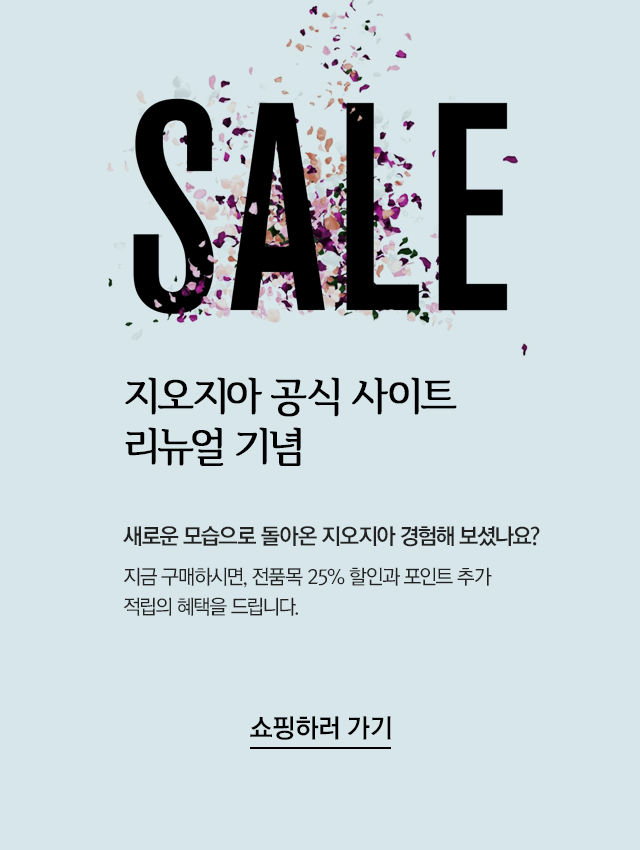 SALE
지오지아 공식 사이트
리뉴얼 기념
새로운 모습으로 돌아온 지오지아 경험해 보셨나요?
지금 구매하시면, 전품목 25% 할인과 포인트 추가
적립의 혜택을 드립니다.
쇼핑하러 가기